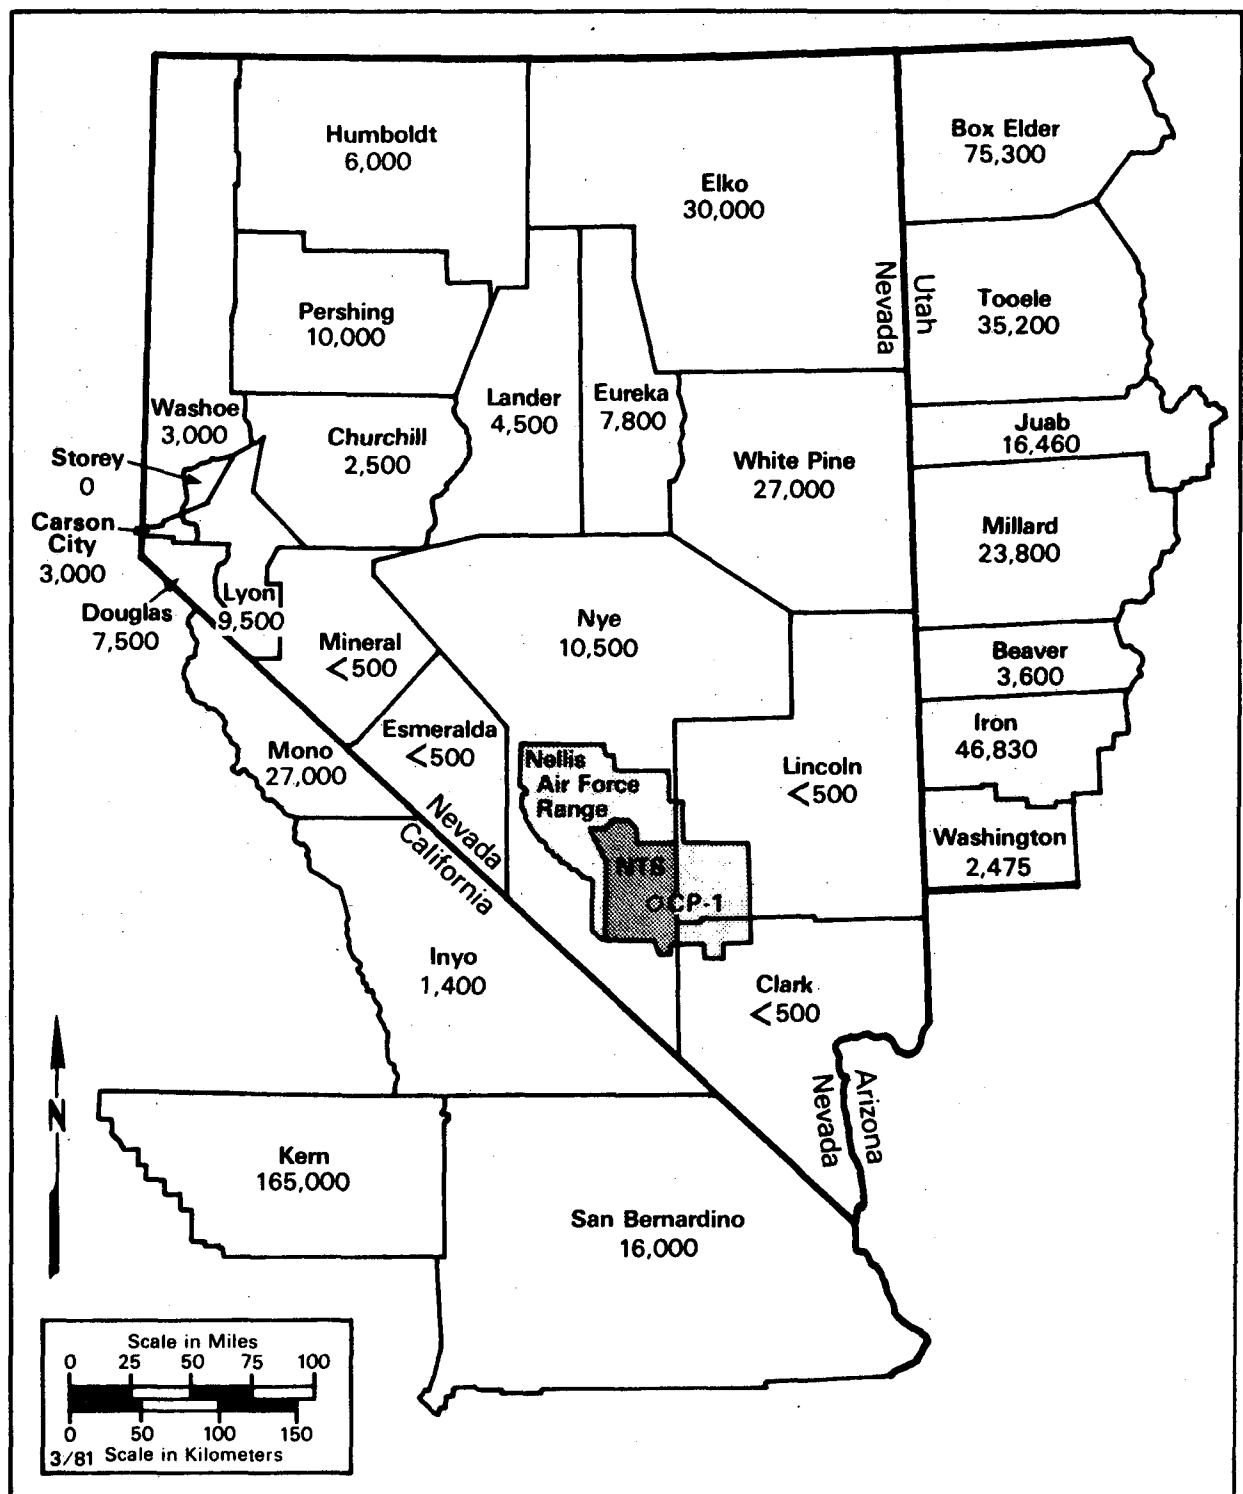 Humboldt
6,000
Elko
30,000
Box Elder
75,300
Nevada
Utah
Tooele
35,200
Pershing
10,000
Washoe
3,000
Churchill
2,500
Lander
4,500
Eureka
7,800
White Pine
27,000
Juab
16,460
Storey
0
Carson
City
3,000
Millard
23,800
Douglas
7,500
Lyon
9,500
Mineral
<500
Nye
10,500
Beaver
3,600
Mono
27,000
Esmeralda
<500
Iron
46,830
Nellis
Air Force
Range
Lincoln
<500
Nevada
California
Washington
2,475
NTS
CP-1
Inyo
1,400
Clark
<500
N
Nevada
Arizona
Kern
165,000
San Bernardino
16,000
Scale in Miles
0 25 50 75 100
0 50 100 150
3/81 Scale in Kilometers